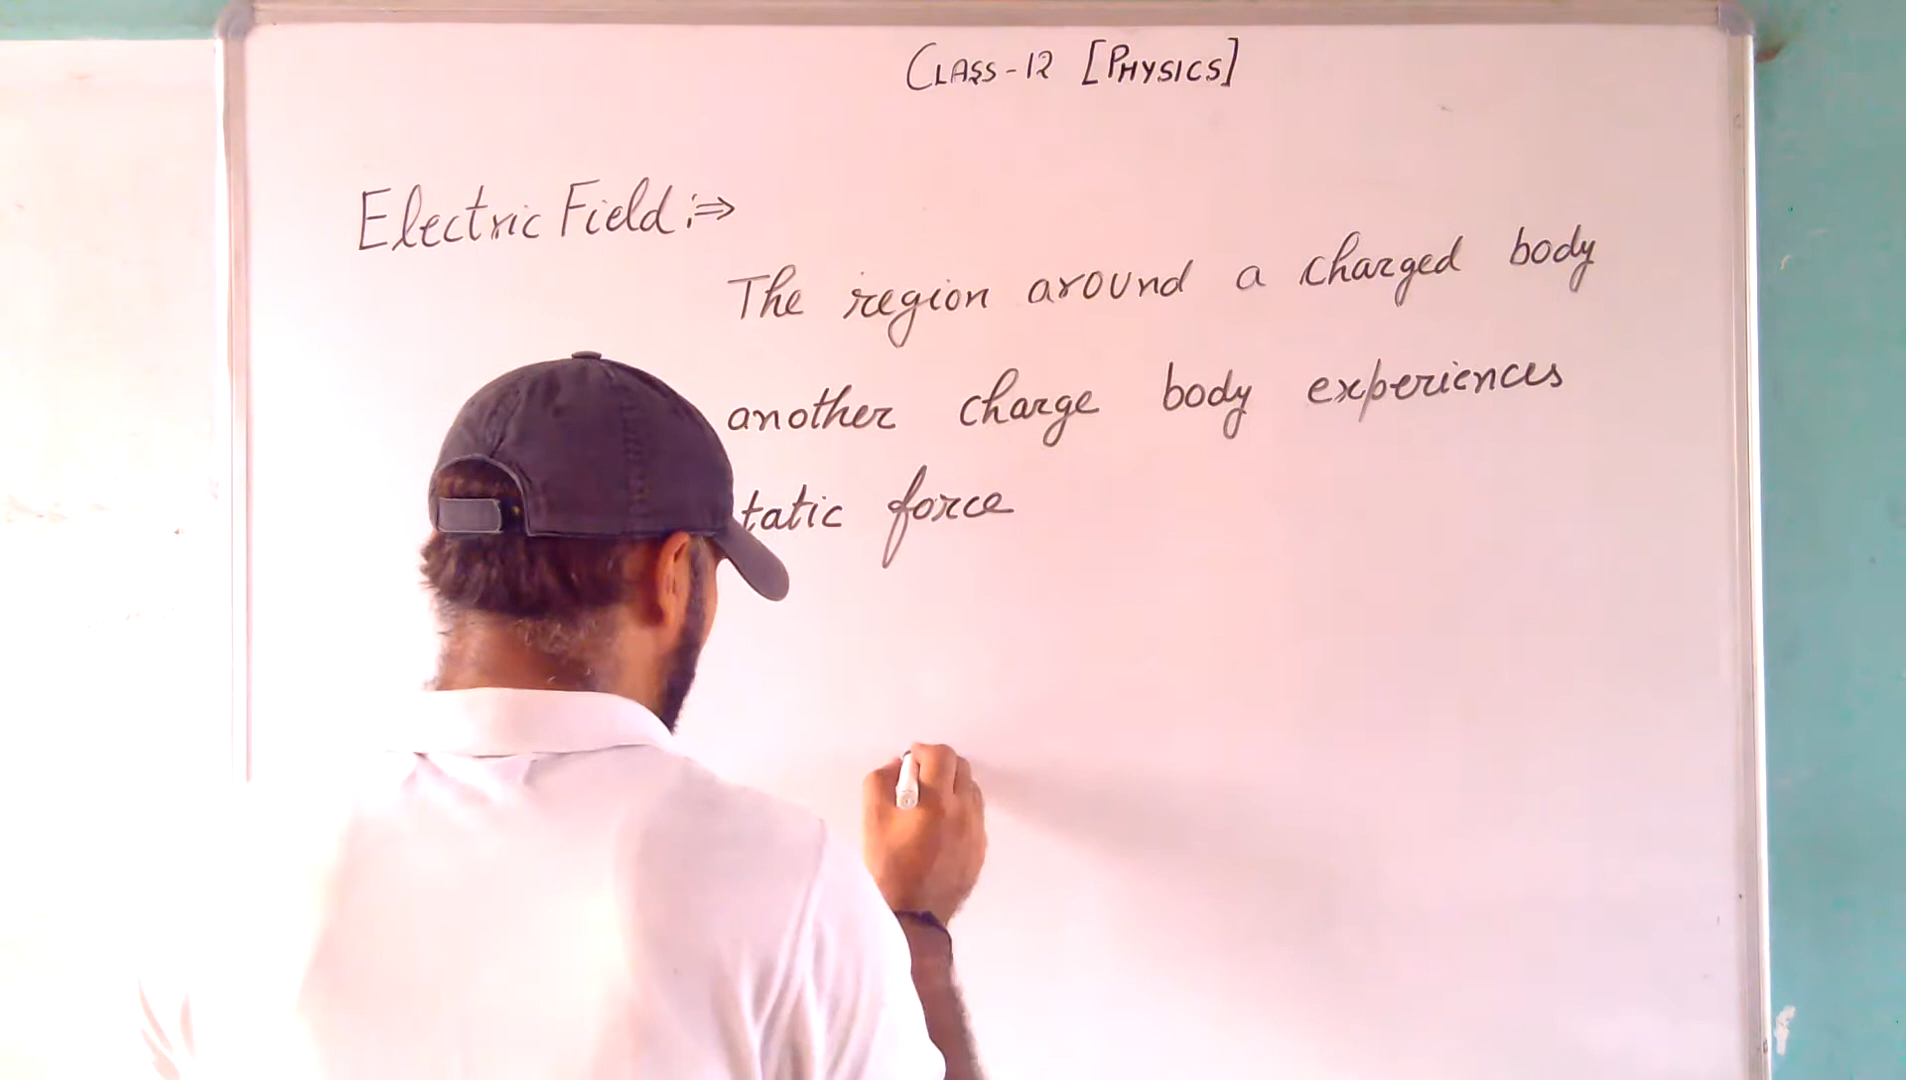 CLASS-12 [PHYSICS]
Electric Field :⇒
The region around a charged body
another charge body experiences
tatic force